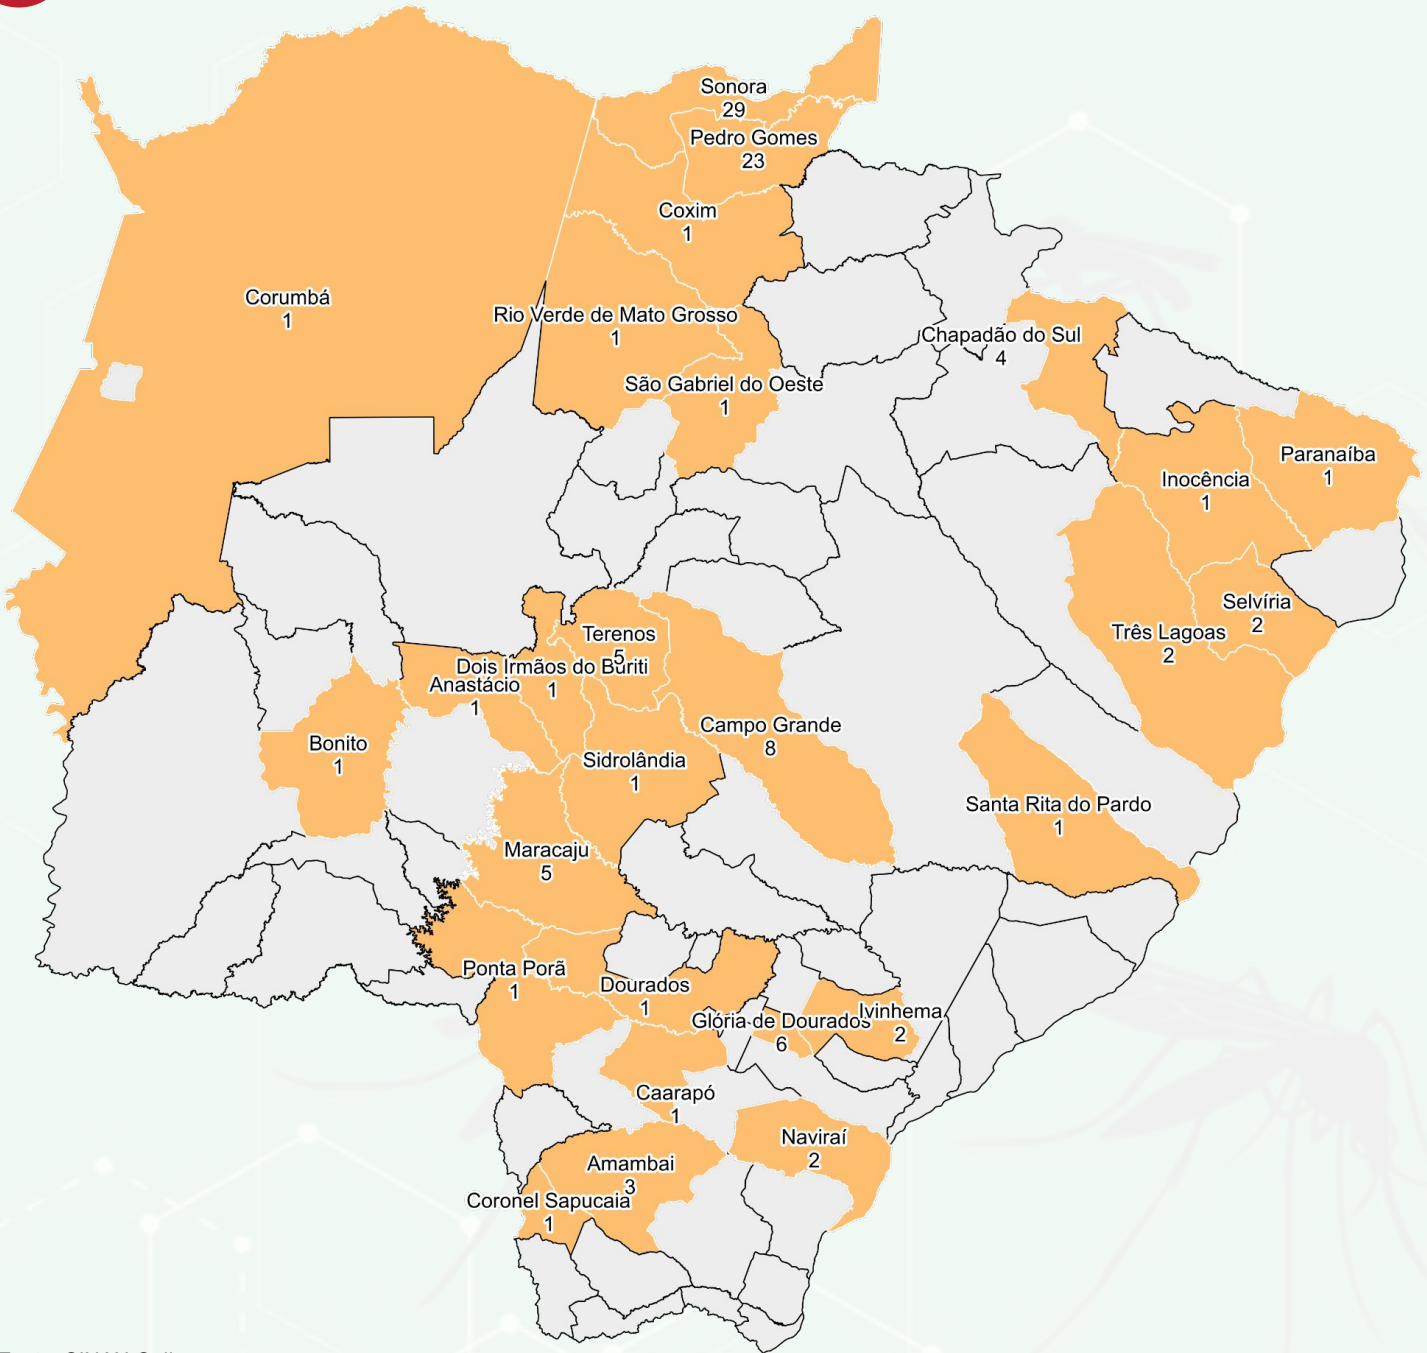 Sonora
29
Pedro Gomes
23
Coxim
1
Corumbá
1
Rio Verde de Mato Grosso
1
Chapadão do Sul
4
São Gabriel do Oeste
1
Paranaíba
1
Inocência
1
Selvíria
2
Três Lagoas
2
Terenos
5
Dois Irmãos do Buriti
1
Anastácio
1
Campo Grande
8
Bonito
1
Sidrolândia
1
Santa Rita do Pardo
1
Maracaju
5
Ponta Porã
1
Dourados
1
Glória de Dourados
6
Ivinhema
2
Caarapó
1
Naviraí
2
Amambai
3
Coronel Sapucaia
1